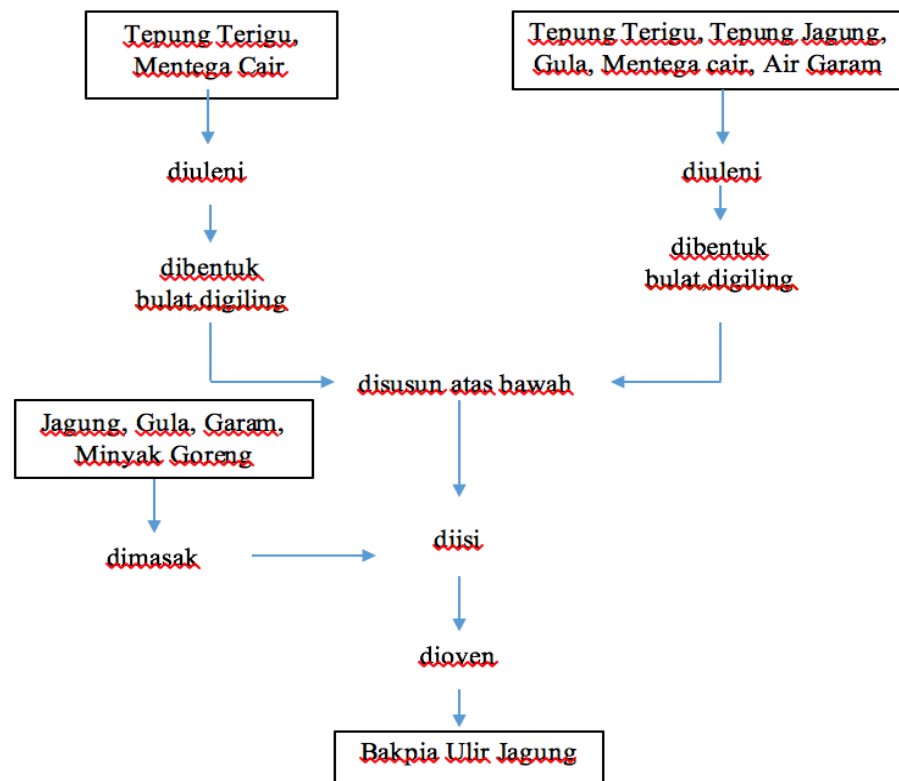 Tepung Terigu,
Mentega Cair
Tepung Terigu, Tepung Jagung,
Gula, Mentega cair, Air Garam
diuleni
diuleni
dibentuk
bulat,digiling
dibentuk
bulat,digiling
disusun atas bawah
Jagung, Gula, Garam,
Minyak Goreng
dimasak
diisi
dioven
Bakpia Ulir Jagung